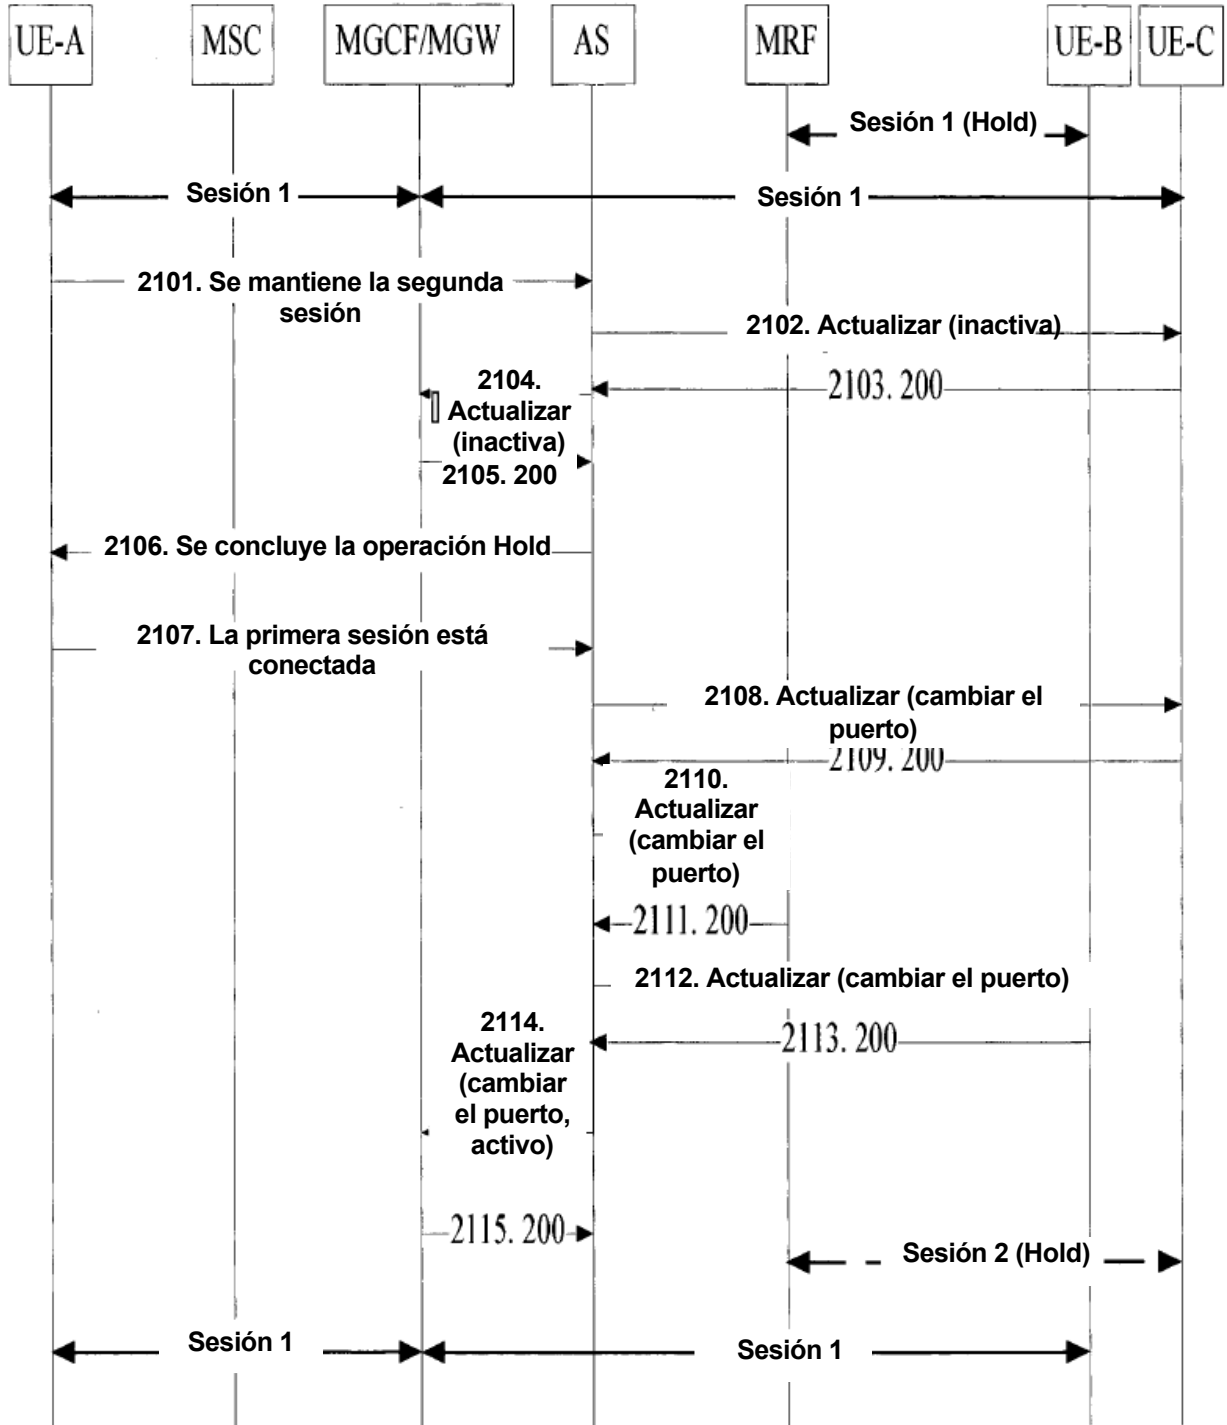 UE-A MSC MGCF/MGW AS MRF UE-B UE-C
Sesión 1 (Hold)
Sesión 1
Sesión 1
2101. Se mantiene la segunda
sesión
2102. Actualizar (inactiva)
2103. 200
2104.
Actualizar
(inactiva)
2105. 200
2106. Se concluye la operación Hold
2107. La primera sesión está
conectada
2108. Actualizar (cambiar el
puerto)
2109. 200
2110.
Actualizar
(cambiar el
puerto)
2111. 200
2112. Actualizar (cambiar el puerto)
2113. 200
2114.
Actualizar
(cambiar
el puerto,
activo)
2115. 200
Sesión 2 (Hold)
Sesión 1
Sesión 1